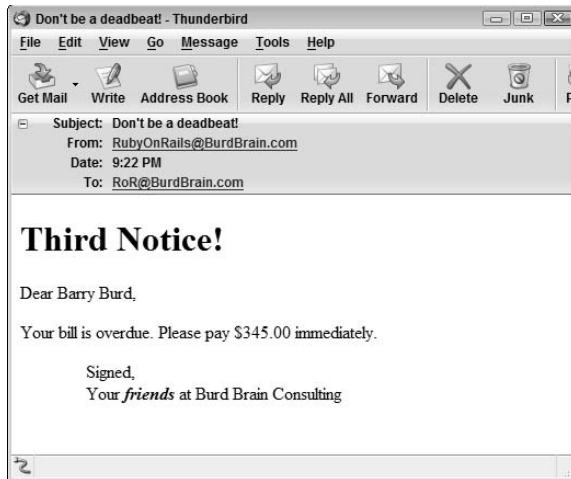 Don't be a deadbeat! - Thunderbird
File Edit View Go Message Tools Help
Get Mail Write Address Book Reply Reply All Forward Delete Junk
Subject: Don't be a deadbeat!
From: RubyOnRails@BurdBrain.com
Date: 9:22 PM
To: RoR@BurdBrain.com
Third Notice!
Dear Barry Burd,
Your bill is overdue. Please pay $345.00 immediately.
Signed,
Your friends at Burd Brain Consulting